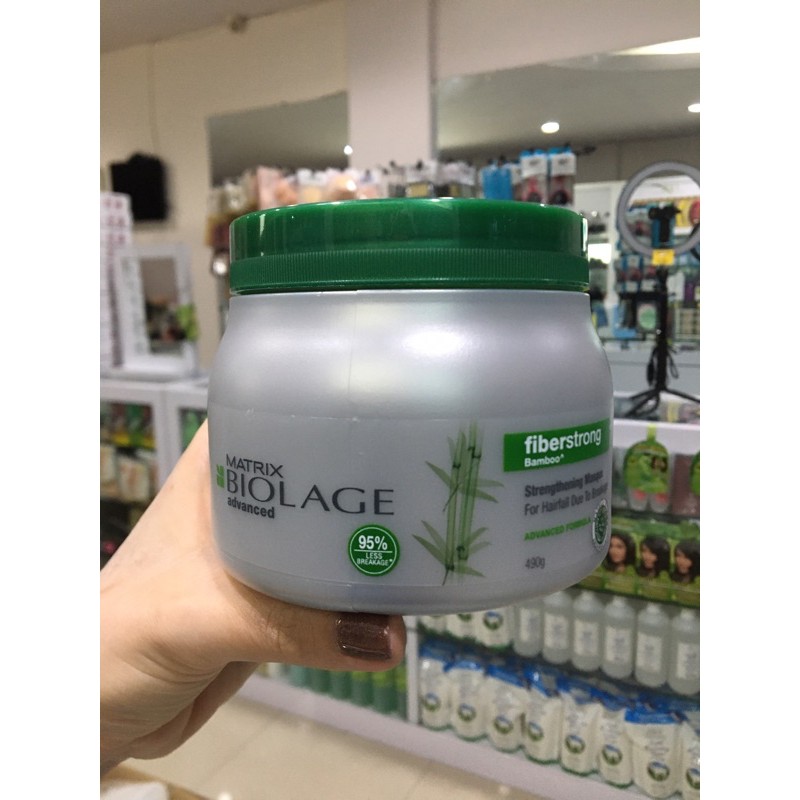 MATRIX
BIOLAGE
advanced
95%
LESS
BREAKAGE*
fiberstrong
Bamboo^
Strengthening Masque
For Hairfall Due To Breakage
ADVANCED FORMULA
490g